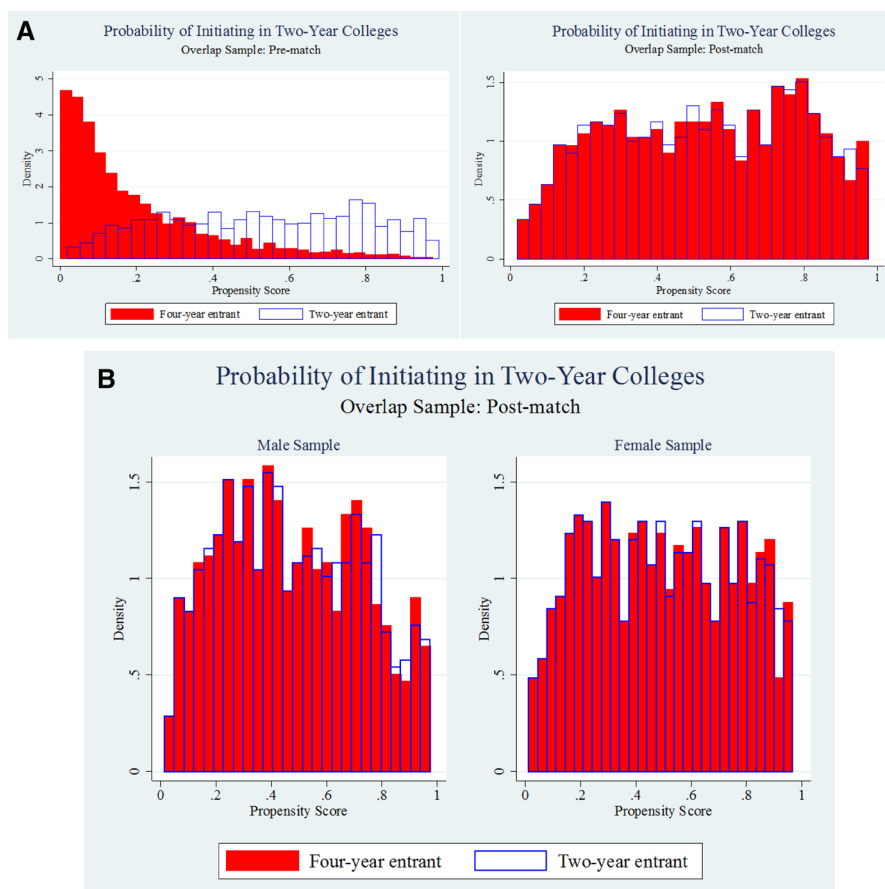 A
Probability of Initiating in Two-Year Colleges
Overlap Sample: Pre-match
Density
0 1 2 3 4 5
0 .2 .4 .6 .8 1
Propensity Score
Four-year entrant Two-year entrant
Probability of Initiating in Two-Year Colleges
Overlap Sample: Post-match
Density
0 .5 1 1.5
0 .2 .4 .6 .8 1
Propensity Score
Four-year entrant Two-year entrant
B
Probability of Initiating in Two-Year Colleges
Overlap Sample: Post-match
Male Sample
Density
0 .5 1 1.5
0 .2 .4 .6 .8 1
Propensity Score
Female Sample
Density
0 .5 1 1.5
0 .2 .4 .6 .8 1
Propensity Score
Four-year entrant Two-year entrant